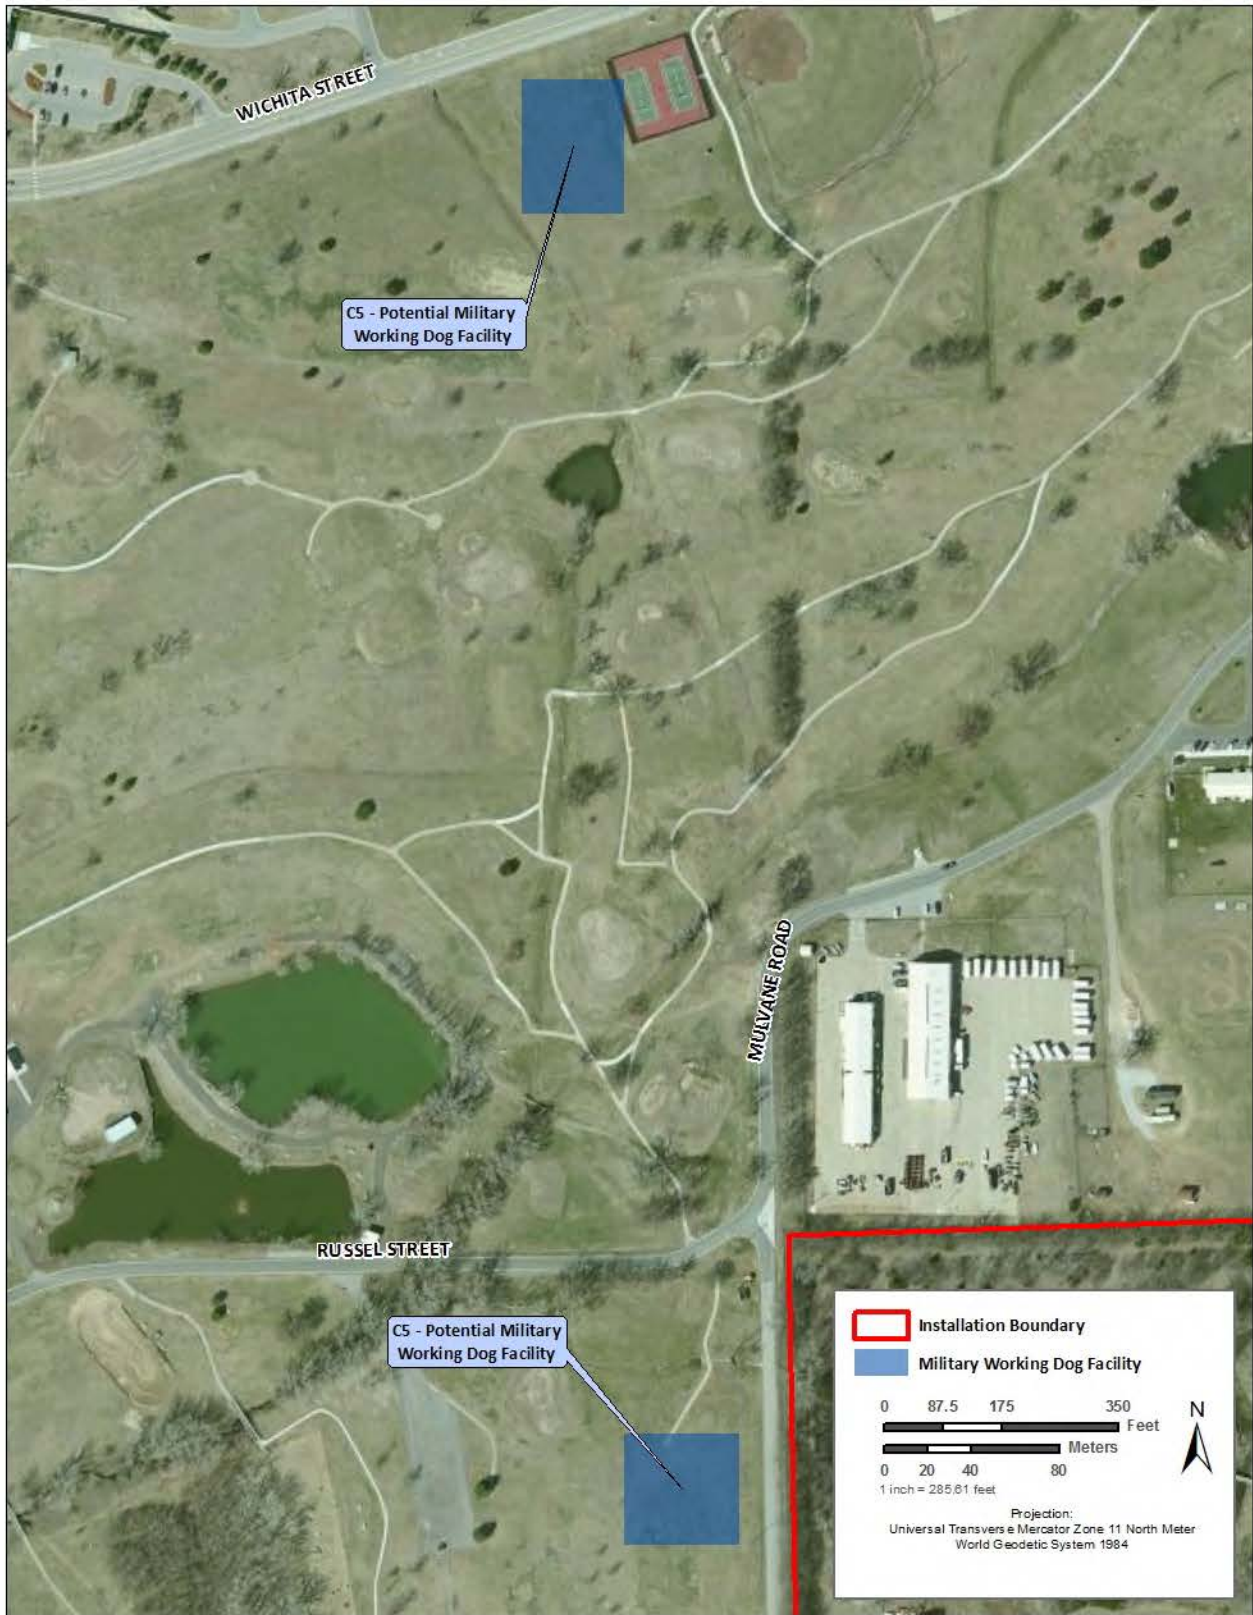 WICHITA STREET
C5 - Potential Military
Working Dog Facility
MULVANE ROAD
RUSSEL STREET
C5 - Potential Military
Working Dog Facility
Installation Boundary
Military Working Dog Facility
0 87.5 175 350
Feet
Meters
0 20 40 80
1 inch = 285.61 feet
N
Projection:
Universal Transverse Mercator Zone 11 North Meter
World Geodetic System 1984